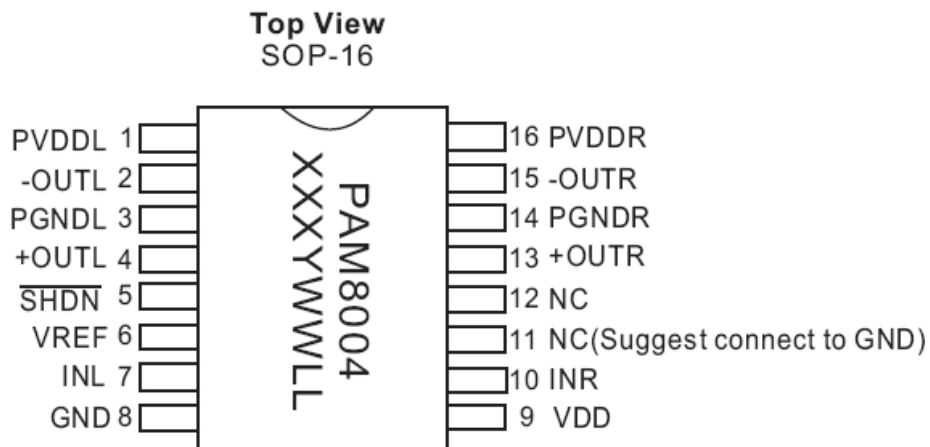 Top View
SOP-16
PVDDL 1
-OUTL 2
PGNDL 3
+OUTL 4
SHDN 5
VREF 6
INL 7
GND 8
PAM8004
XXXYWWLL
16 PVDDR
15 -OUTR
14 PGNDR
13 +OUTR
12 NC
11 NC(Suggest connect to GND)
10 INR
9 VDD